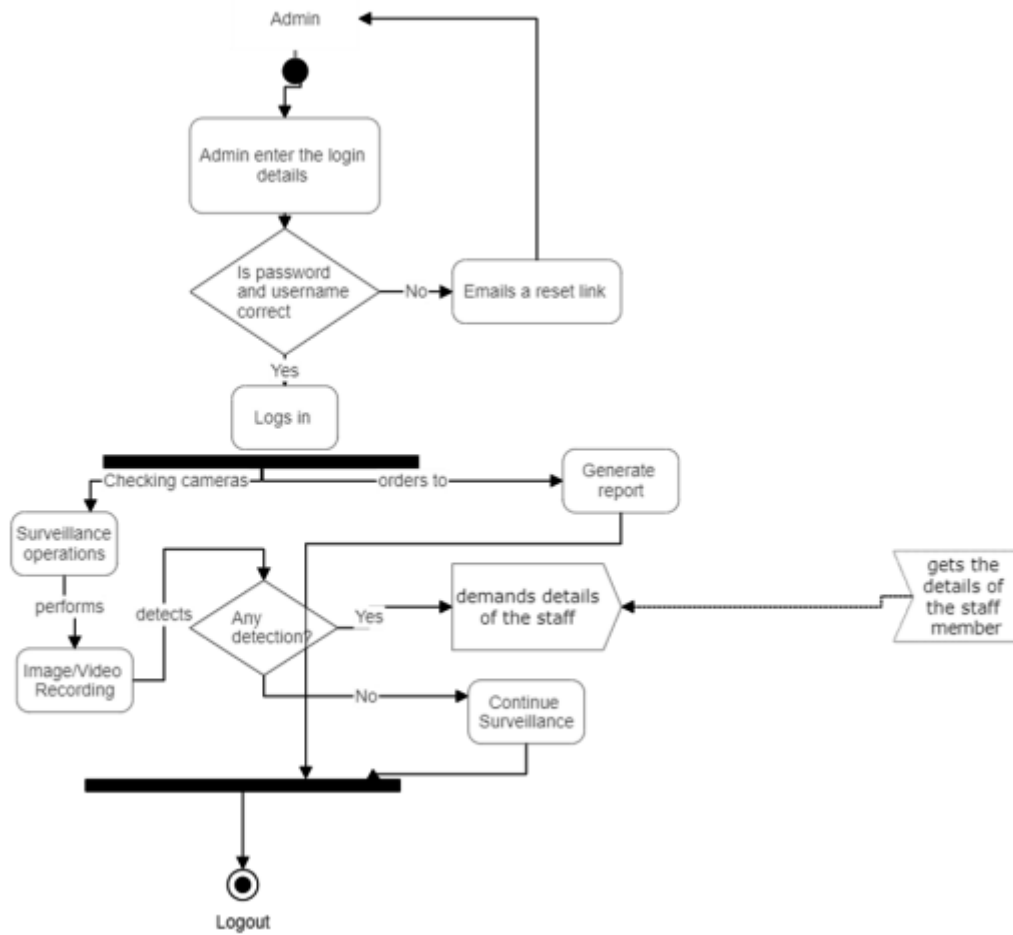 Admin
Admin enter the login
details
Is password
and username
correct
No
Emails a reset link
Yes
Logs in
Checking cameras
orders to
Generate
report
Surveillance
operations
performs
detects
Any
detection?
Yes
demands details
of the staff
gets the
details of
the staff
member
Image/Video
Recording
No
Continue
Surveillance
Logout